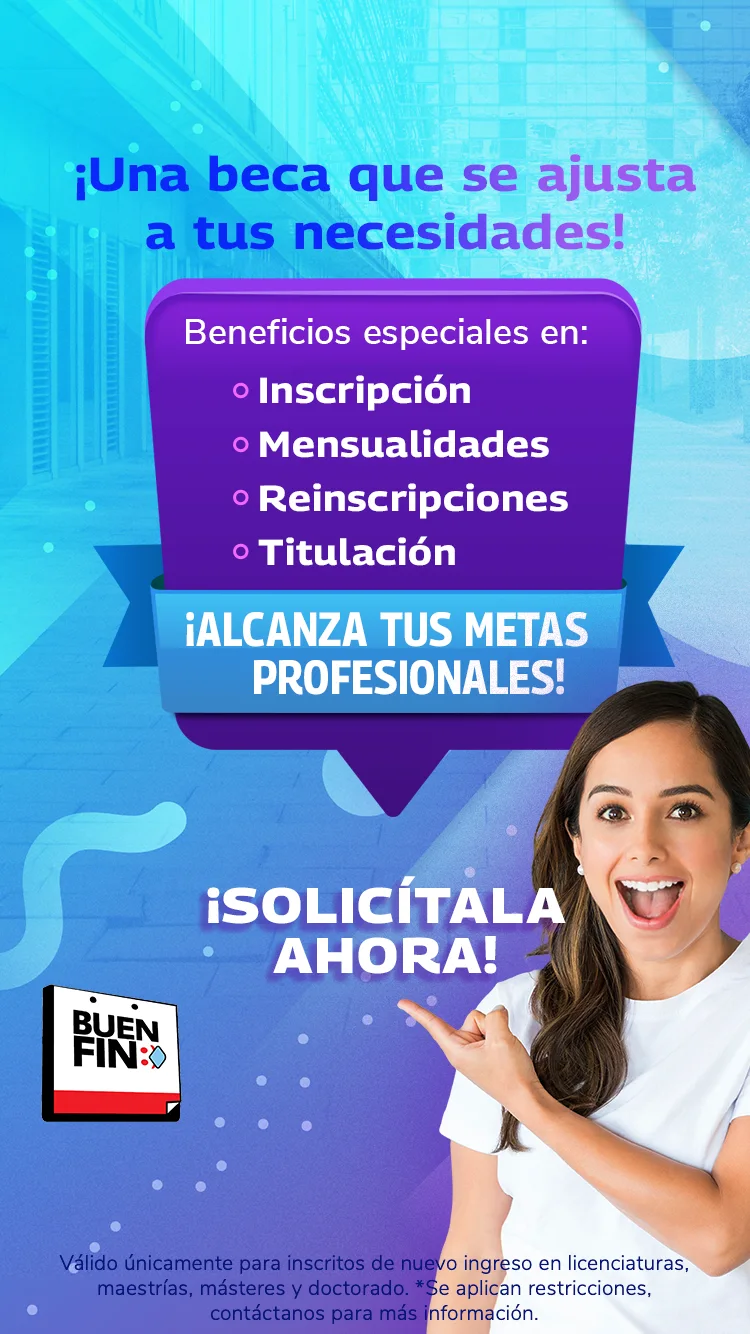 ¡Una beca que se ajusta
a tus necesidades!
Beneficios especiales en:
Inscripción
Mensualidades
Reinscripciones
Titulación
¡ALCANZA TUS METAS
PROFESIONALES!
¡SOLICÍTALA
AHORA!
BUEN
FIN
Válido únicamente para inscritos de nuevo ingreso en licenciaturas,
maestrías, másteres y doctorado. *Se aplican restricciones,
contáctanos para más información.